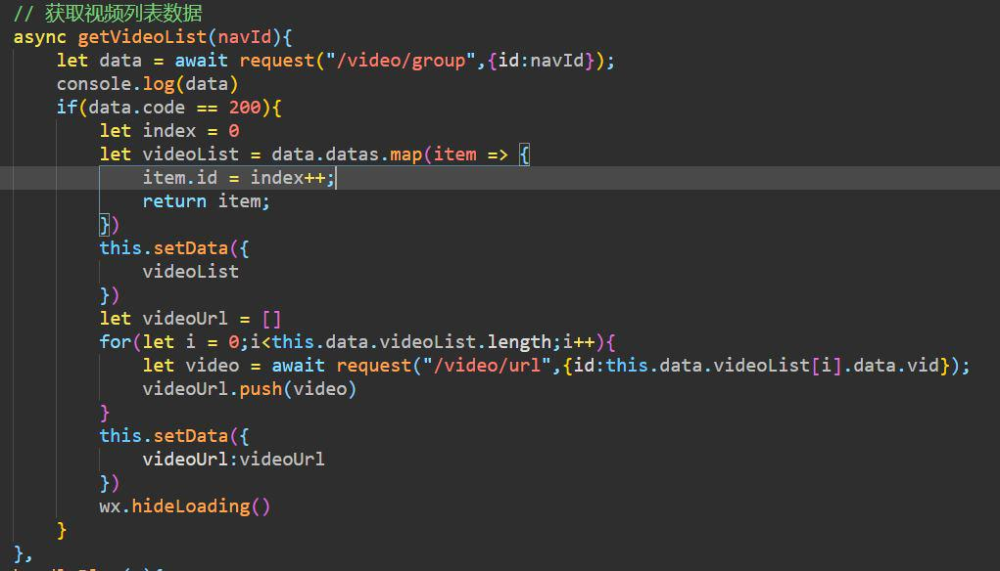 // 获取视频列表数据
async getVideoList(navId){
let data = await request("/video/group",{id:navId});
console.log(data)
if(data.code == 200){
let index = 0
let videoList = data.datas.map(item => {
item.id = index++;
return item;
})
this.setData({
videoList
})
let videoUrl = []
for(let i = 0;i<this.data.videoList.length;i++){
let video = await request("/video/url",{id:this.data.videoList[i].data.vid});
videoUrl.push(video)
}
this.setData({
videoUrl:videoUrl
})
wx.hideLoading()
}
},